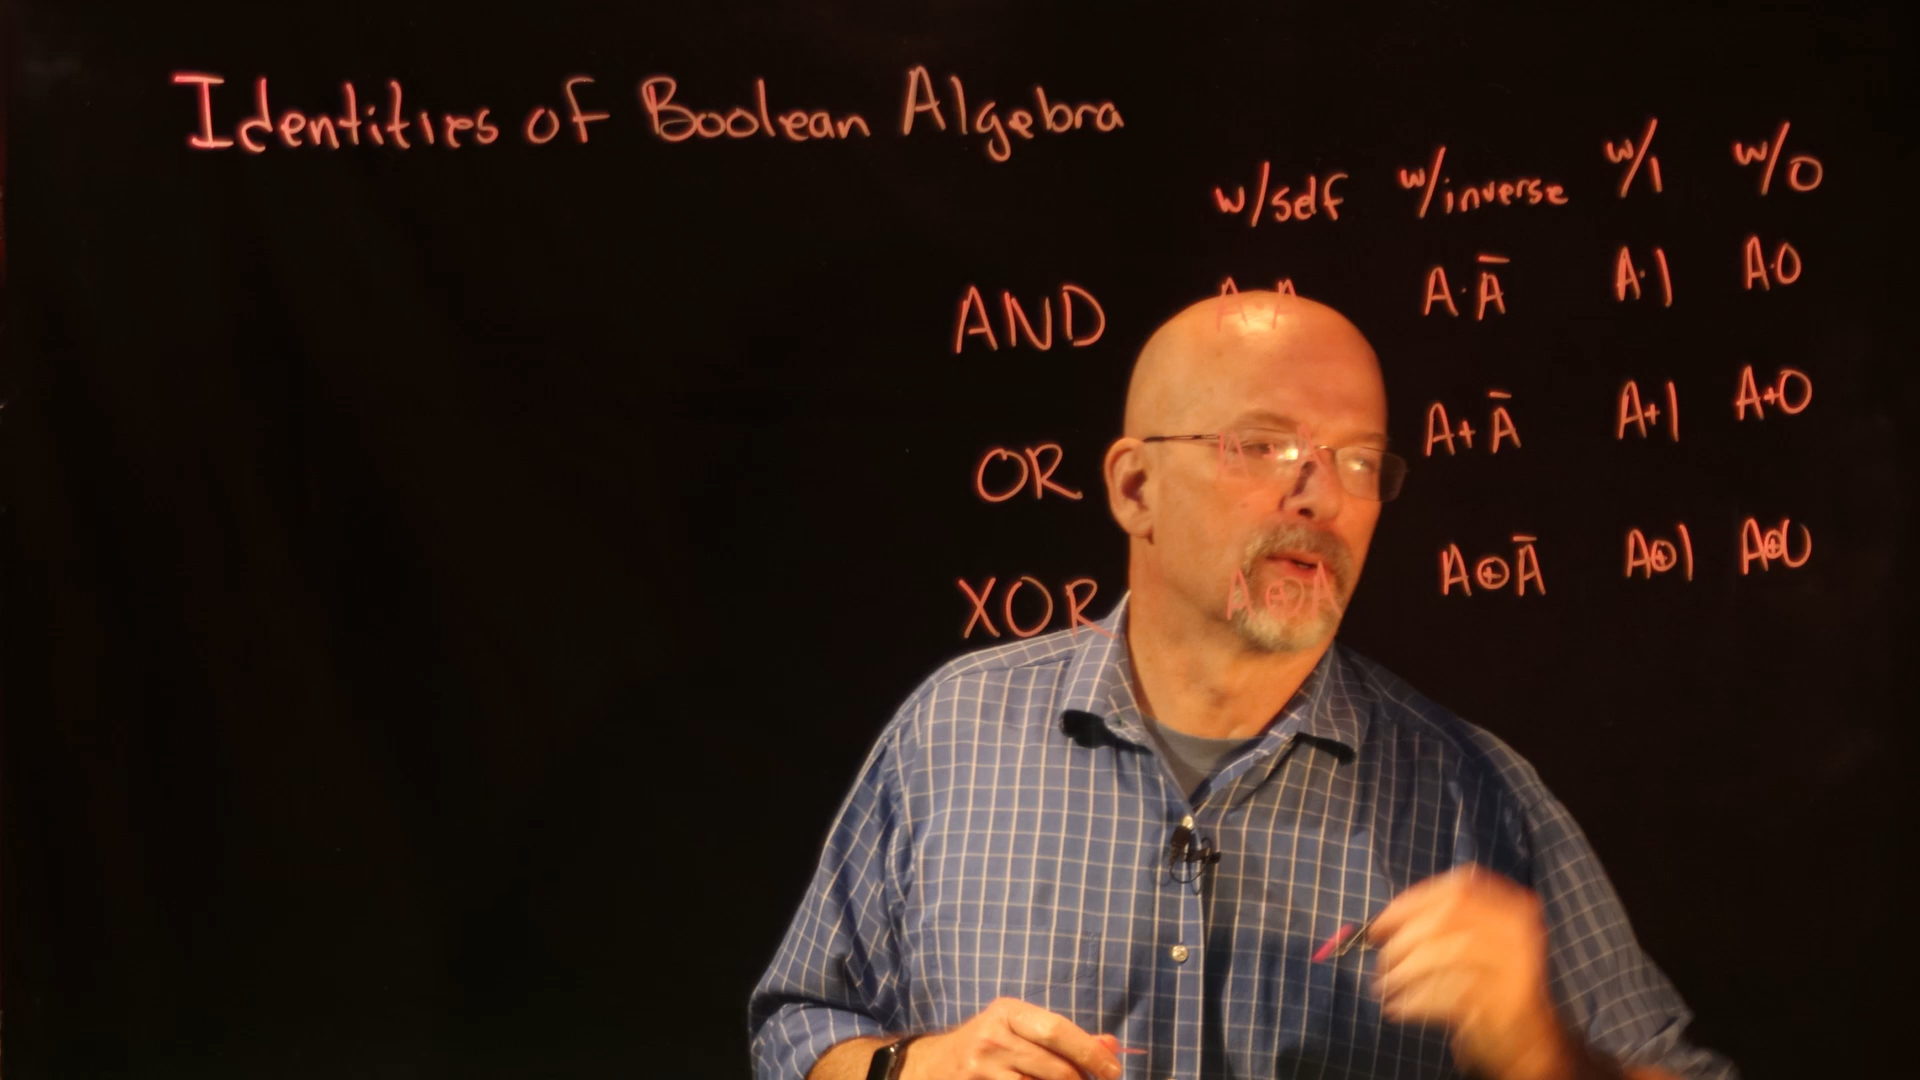 Identities of Boolean Algebra
w/self w/inverse w/1 w/0
AND A·A A·Ā A·1 A·0
OR A+Ā A+1 A+0
XOR A⊕A A⊕Ā A⊕1 A⊕0